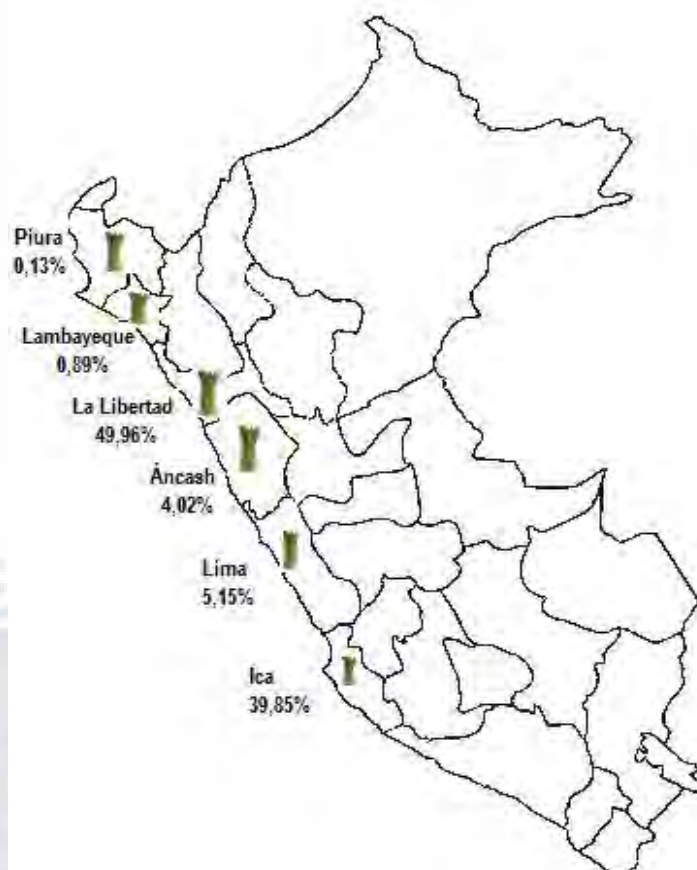 Piura
0,13%
Lambayeque
0,89%
La Libertad
49,96%
Áncash
4,02%
Lima
5,15%
Ica
39,85%